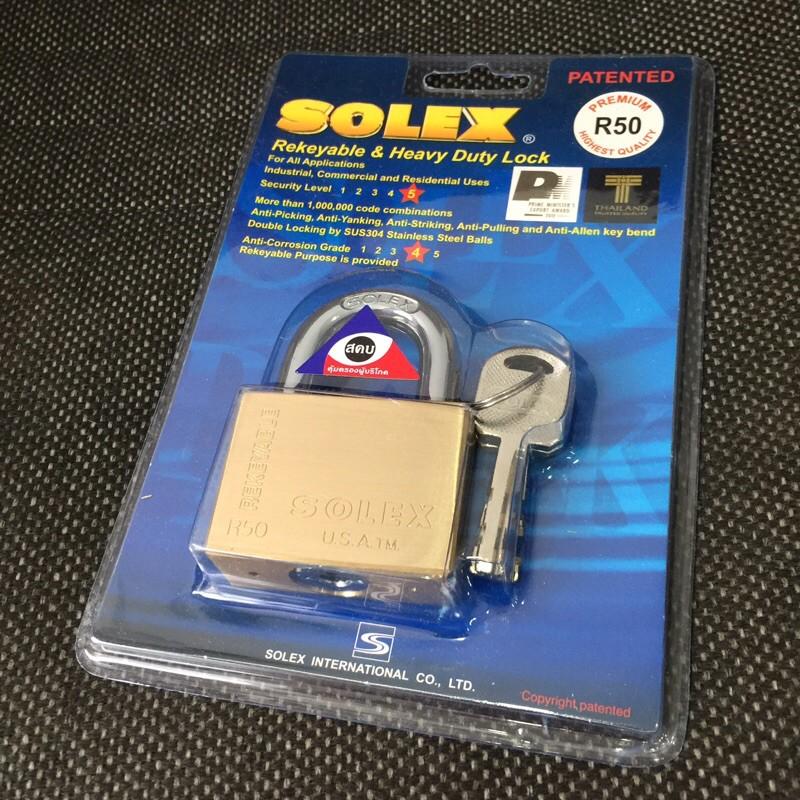 PATENTED
SOLEX®
PREMIUM
R50
HIGHEST QUALITY
Rekeyable & Heavy Duty Lock
For All Applications
Industrial, Commercial and Residential Uses
Security Level 1 2 3 4 5
PRIME MINISTER'S
EXPORT AWARD
THAILAND
More than 1,000,000 code combinations
Anti-Picking, Anti-Yanking, Anti-Striking, Anti-Pulling and Anti-Allen key bend
Double Locking by SUS304 Stainless Steel Balls
Anti-Corrosion Grade 1 2 3 4 5
Rekeyable Purpose is provided
SOLEX
สคบ
คุ้มครองผู้บริโภค
REKEYABLE
SOLEX
R50
U.S.A.TM.
SOLEX INTERNATIONAL CO., LTD.
Copyright patented